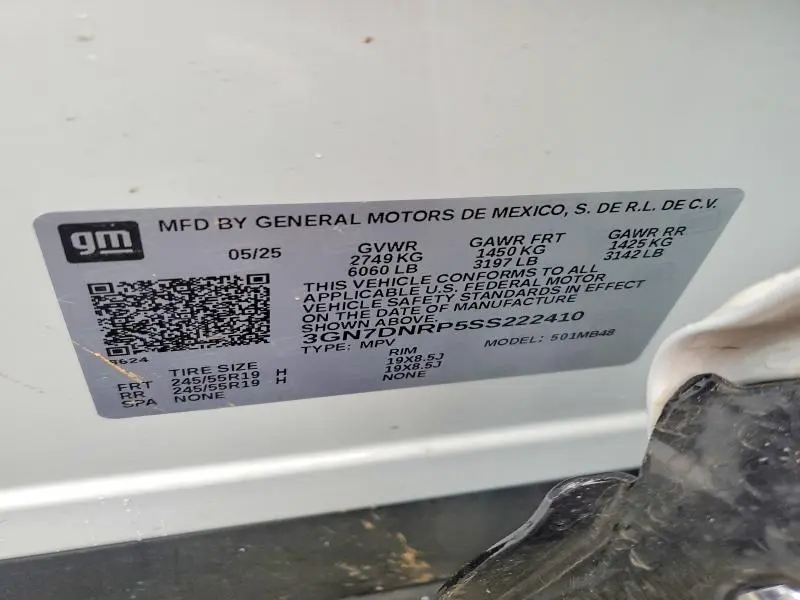 gm
MFD BY GENERAL MOTORS DE MEXICO, S. DE R.L. DE C.V.
05/25 GVWR GAWR FRT GAWR RR
2749 KG 1450 KG 1425 KG
6060 LB 3197 LB 3142 LB
THIS VEHICLE CONFORMS TO ALL
APPLICABLE U.S. FEDERAL MOTOR
VEHICLE SAFETY STANDARDS IN EFFECT
ON THE DATE OF MANUFACTURE
SHOWN ABOVE.
3GN7DNRP5SS222410
TYPE: MPV MODEL: 501MB48
3624
TIRE SIZE RIM
FRT 245/55R19 H 19X8.5J
RR 245/55R19 H 19X8.5J
SPA NONE NONE